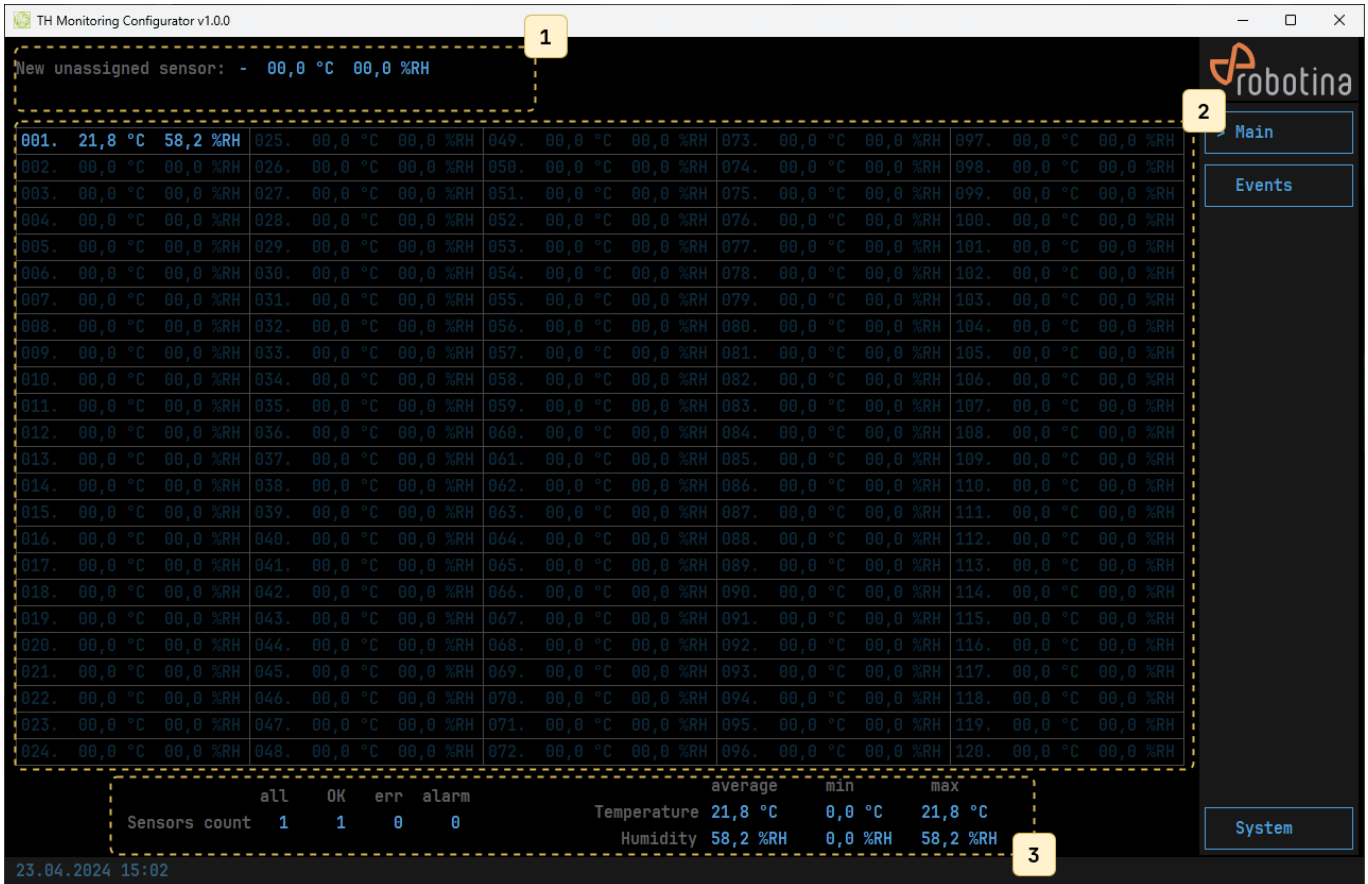 TH Monitoring Configurator v1.0.0
1
New unassigned sensor: - 00,0 °C 00,0 %RH
robotina
2
> Main
Events
001. 21,8 °C 58,2 %RH 025. 00,0 °C 00,0 %RH 049. 00,0 °C 00,0 %RH 073. 00,0 °C 00,0 %RH 097. 00,0 °C 00,0 %RH
002. 00,0 °C 00,0 %RH 026. 00,0 °C 00,0 %RH 050. 00,0 °C 00,0 %RH 074. 00,0 °C 00,0 %RH 098. 00,0 °C 00,0 %RH
003. 00,0 °C 00,0 %RH 027. 00,0 °C 00,0 %RH 051. 00,0 °C 00,0 %RH 075. 00,0 °C 00,0 %RH 099. 00,0 °C 00,0 %RH
004. 00,0 °C 00,0 %RH 028. 00,0 °C 00,0 %RH 052. 00,0 °C 00,0 %RH 076. 00,0 °C 00,0 %RH 100. 00,0 °C 00,0 %RH
005. 00,0 °C 00,0 %RH 029. 00,0 °C 00,0 %RH 053. 00,0 °C 00,0 %RH 077. 00,0 °C 00,0 %RH 101. 00,0 °C 00,0 %RH
006. 00,0 °C 00,0 %RH 030. 00,0 °C 00,0 %RH 054. 00,0 °C 00,0 %RH 078. 00,0 °C 00,0 %RH 102. 00,0 °C 00,0 %RH
007. 00,0 °C 00,0 %RH 031. 00,0 °C 00,0 %RH 055. 00,0 °C 00,0 %RH 079. 00,0 °C 00,0 %RH 103. 00,0 °C 00,0 %RH
008. 00,0 °C 00,0 %RH 032. 00,0 °C 00,0 %RH 056. 00,0 °C 00,0 %RH 080. 00,0 °C 00,0 %RH 104. 00,0 °C 00,0 %RH
009. 00,0 °C 00,0 %RH 033. 00,0 °C 00,0 %RH 057. 00,0 °C 00,0 %RH 081. 00,0 °C 00,0 %RH 105. 00,0 °C 00,0 %RH
010. 00,0 °C 00,0 %RH 034. 00,0 °C 00,0 %RH 058. 00,0 °C 00,0 %RH 082. 00,0 °C 00,0 %RH 106. 00,0 °C 00,0 %RH
011. 00,0 °C 00,0 %RH 035. 00,0 °C 00,0 %RH 059. 00,0 °C 00,0 %RH 083. 00,0 °C 00,0 %RH 107. 00,0 °C 00,0 %RH
012. 00,0 °C 00,0 %RH 036. 00,0 °C 00,0 %RH 060. 00,0 °C 00,0 %RH 084. 00,0 °C 00,0 %RH 108. 00,0 °C 00,0 %RH
013. 00,0 °C 00,0 %RH 037. 00,0 °C 00,0 %RH 061. 00,0 °C 00,0 %RH 085. 00,0 °C 00,0 %RH 109. 00,0 °C 00,0 %RH
014. 00,0 °C 00,0 %RH 038. 00,0 °C 00,0 %RH 062. 00,0 °C 00,0 %RH 086. 00,0 °C 00,0 %RH 110. 00,0 °C 00,0 %RH
015. 00,0 °C 00,0 %RH 039. 00,0 °C 00,0 %RH 063. 00,0 °C 00,0 %RH 087. 00,0 °C 00,0 %RH 111. 00,0 °C 00,0 %RH
016. 00,0 °C 00,0 %RH 040. 00,0 °C 00,0 %RH 064. 00,0 °C 00,0 %RH 088. 00,0 °C 00,0 %RH 112. 00,0 °C 00,0 %RH
017. 00,0 °C 00,0 %RH 041. 00,0 °C 00,0 %RH 065. 00,0 °C 00,0 %RH 089. 00,0 °C 00,0 %RH 113. 00,0 °C 00,0 %RH
018. 00,0 °C 00,0 %RH 042. 00,0 °C 00,0 %RH 066. 00,0 °C 00,0 %RH 090. 00,0 °C 00,0 %RH 114. 00,0 °C 00,0 %RH
019. 00,0 °C 00,0 %RH 043. 00,0 °C 00,0 %RH 067. 00,0 °C 00,0 %RH 091. 00,0 °C 00,0 %RH 115. 00,0 °C 00,0 %RH
020. 00,0 °C 00,0 %RH 044. 00,0 °C 00,0 %RH 068. 00,0 °C 00,0 %RH 092. 00,0 °C 00,0 %RH 116. 00,0 °C 00,0 %RH
021. 00,0 °C 00,0 %RH 045. 00,0 °C 00,0 %RH 069. 00,0 °C 00,0 %RH 093. 00,0 °C 00,0 %RH 117. 00,0 °C 00,0 %RH
022. 00,0 °C 00,0 %RH 046. 00,0 °C 00,0 %RH 070. 00,0 °C 00,0 %RH 094. 00,0 °C 00,0 %RH 118. 00,0 °C 00,0 %RH
023. 00,0 °C 00,0 %RH 047. 00,0 °C 00,0 %RH 071. 00,0 °C 00,0 %RH 095. 00,0 °C 00,0 %RH 119. 00,0 °C 00,0 %RH
024. 00,0 °C 00,0 %RH 048. 00,0 °C 00,0 %RH 072. 00,0 °C 00,0 %RH 096. 00,0 °C 00,0 %RH 120. 00,0 °C 00,0 %RH
all OK err alarm
Sensors count 1 1 0 0
average min max
Temperature 21,8 °C 0,0 °C 21,8 °C
Humidity 58,2 %RH 0,0 %RH 58,2 %RH
3
System
23.04.2024 15:02